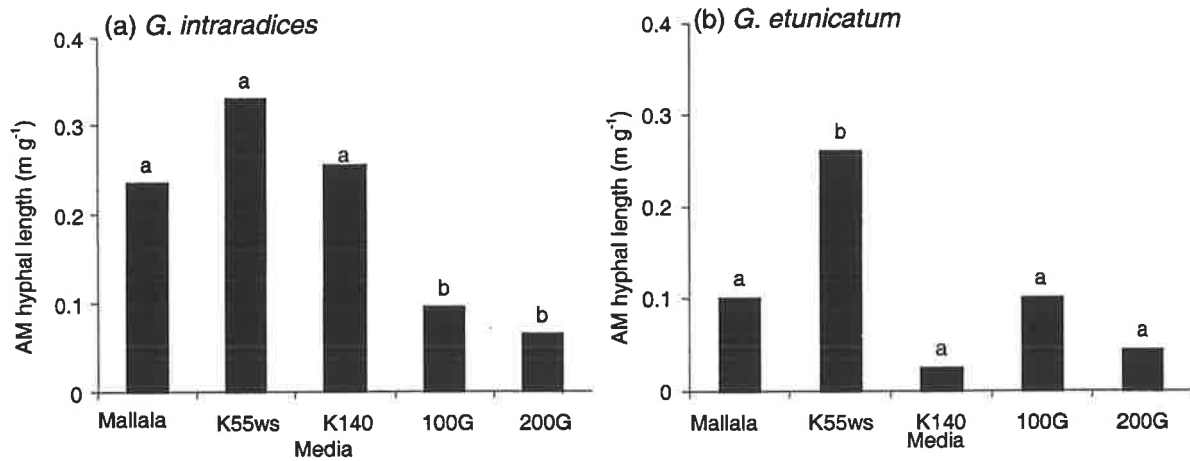 (a) G. intraradices
AM hyphal length (m g-1)
0.4
0.3
0.2
0.1
0
a
a
a
b
b
Mallala K55ws K140 100G 200G
Media
(b) G. etunicatum
AM hyphal length (m g-1)
0.4
0.3
0.2
0.1
0
a
b
a
a
a
Mallala K55ws K140 100G 200G
Media